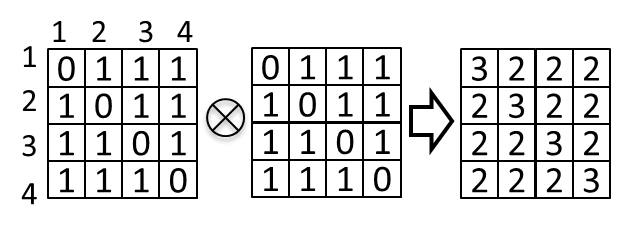 1 2 3 4
1 0 1 1 1 0 1 1 1 3 2 2 2
2 1 0 1 1 1 0 1 1 2 3 2 2
3 1 1 0 1 1 1 0 1 2 2 3 2
4 1 1 1 0 1 1 1 0 2 2 2 3